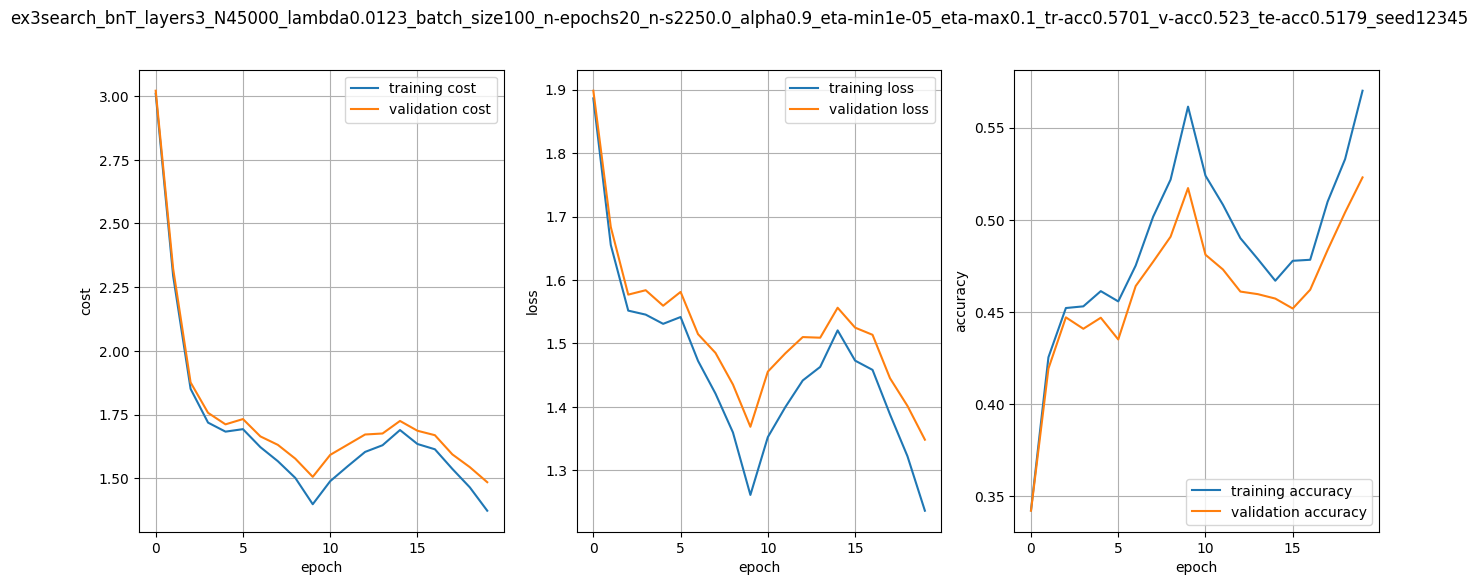 ex3search_bnT_layers3_N45000_lambda0.0123_batch_size100_n-epochs20_n-s2250.0_alpha0.9_eta-min1e-05_eta-max0.1_tr-acc0.5701_v-acc0.523_te-acc0.5179_seed12345
training cost
validation cost
3.00
2.75
2.50
2.25
2.00
1.75
1.50
cost
0
5
10
15
epoch
training loss
validation loss
1.9
1.8
1.7
1.6
1.5
1.4
1.3
loss
0
5
10
15
epoch
0.55
0.50
0.45
0.40
0.35
accuracy
training accuracy
validation accuracy
0
5
10
15
epoch